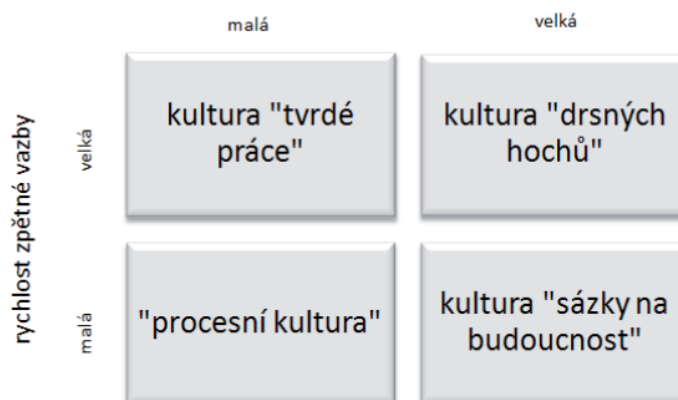 malá
velká
rychlost zpětné vazby
velká
kultura "tvrdé
práce"
kultura "drsných
hochů"
malá
"procesní kultura"
kultura "sázky na
budoucnost"